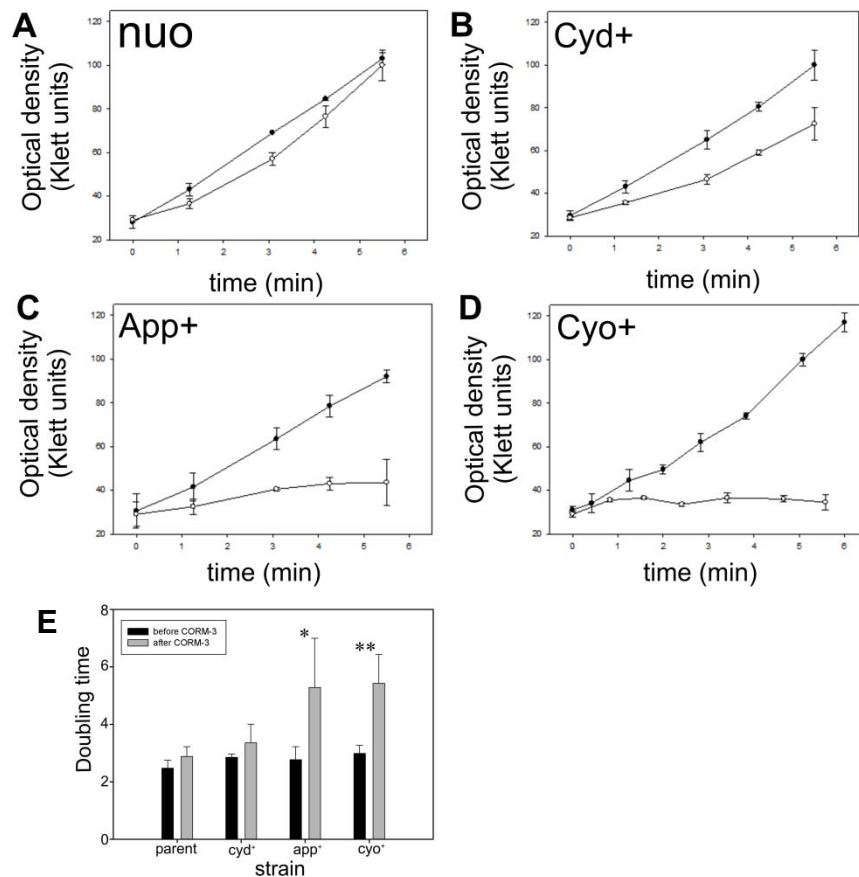 A
nuo
Optical density
(Klett units)
120
100
80
60
40
20
0
1
2
3
4
5
6
time (min)
B
Cyd+
Optical density
(Klett units)
120
100
80
60
40
20
0
1
2
3
4
5
6
time (min)
C
App+
Optical density
(Klett units)
120
100
80
60
40
20
0
1
2
3
4
5
6
time (min)
D
Cyo+
Optical density
(Klett units)
120
100
80
60
40
20
0
1
2
3
4
5
6
time (min)
E
8
6
4
2
0
Doubling time
before CORM-3
after CORM-3
*
**
parent
cyd⁺
app⁺
cyo⁺
strain